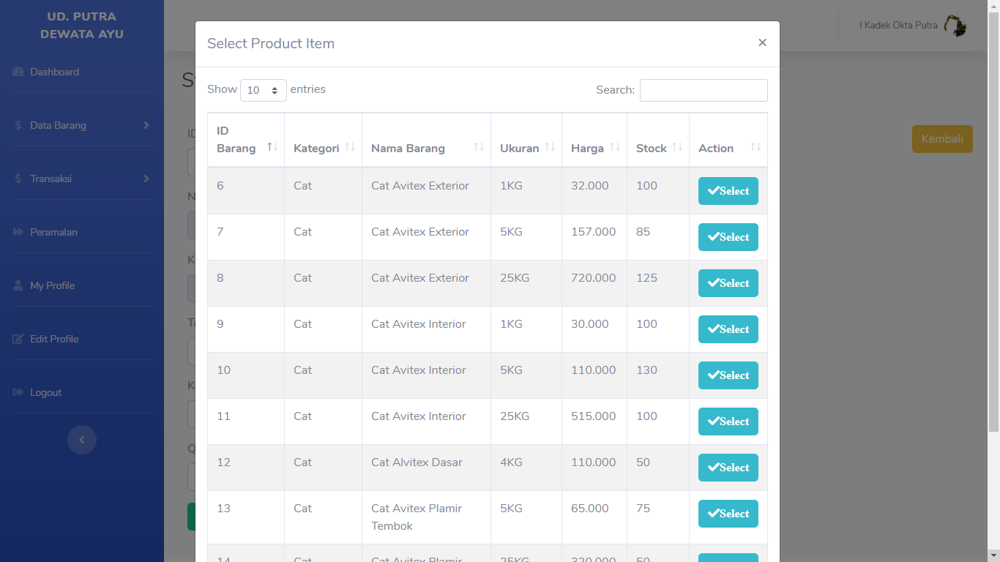 UD. PUTRA
DEWATA AYU
Dashboard
Data Barang
Transaksi
Peramalan
My Profile
Edit Profile
Logout
I Kadek Okta Putra
Kembali
Select Product Item
×
Show 10 entries
Search:
ID Barang Kategori Nama Barang Ukuran Harga Stock Action
6 Cat Cat Avitex Exterior 1KG 32.000 100 Select
7 Cat Cat Avitex Exterior 5KG 157.000 85 Select
8 Cat Cat Avitex Exterior 25KG 720.000 125 Select
9 Cat Cat Avitex Interior 1KG 30.000 100 Select
10 Cat Cat Avitex Interior 5KG 110.000 130 Select
11 Cat Cat Avitex Interior 25KG 515.000 100 Select
12 Cat Cat Alvitex Dasar 4KG 110.000 50 Select
13 Cat Cat Avitex Plamir Tembok 5KG 65.000 75 Select
14 Cat Cat Avitex Plamir 25KG 320.000 50